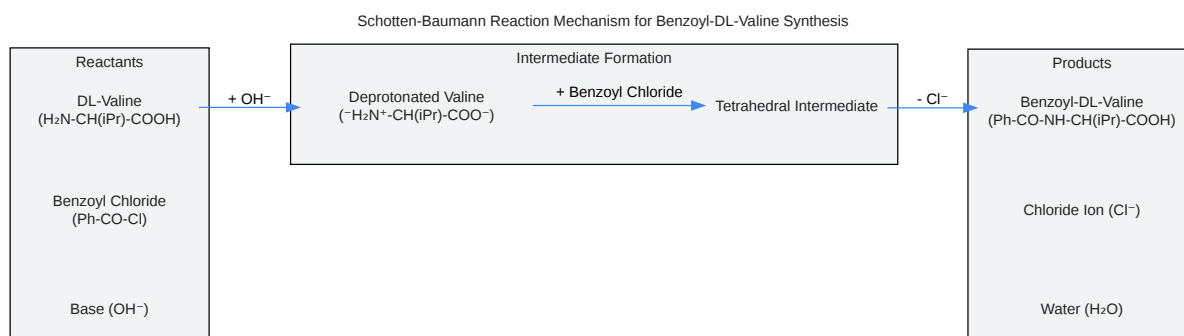 Schotten-Baumann Reaction Mechanism for Benzoyl-DL-Valine Synthesis
Reactants
DL-Valine
(H₂N-CH(iPr)-COOH)
Benzoyl Chloride
(Ph-CO-Cl)
Base (OH⁻)
+ OH⁻
Intermediate Formation
Deprotonated Valine
(⁻H₂N⁺-CH(iPr)-COO⁻)
+ Benzoyl Chloride
Tetrahedral Intermediate
- Cl⁻
Products
Benzoyl-DL-Valine
(Ph-CO-NH-CH(iPr)-COOH)
Chloride Ion (Cl⁻)
Water (H₂O)